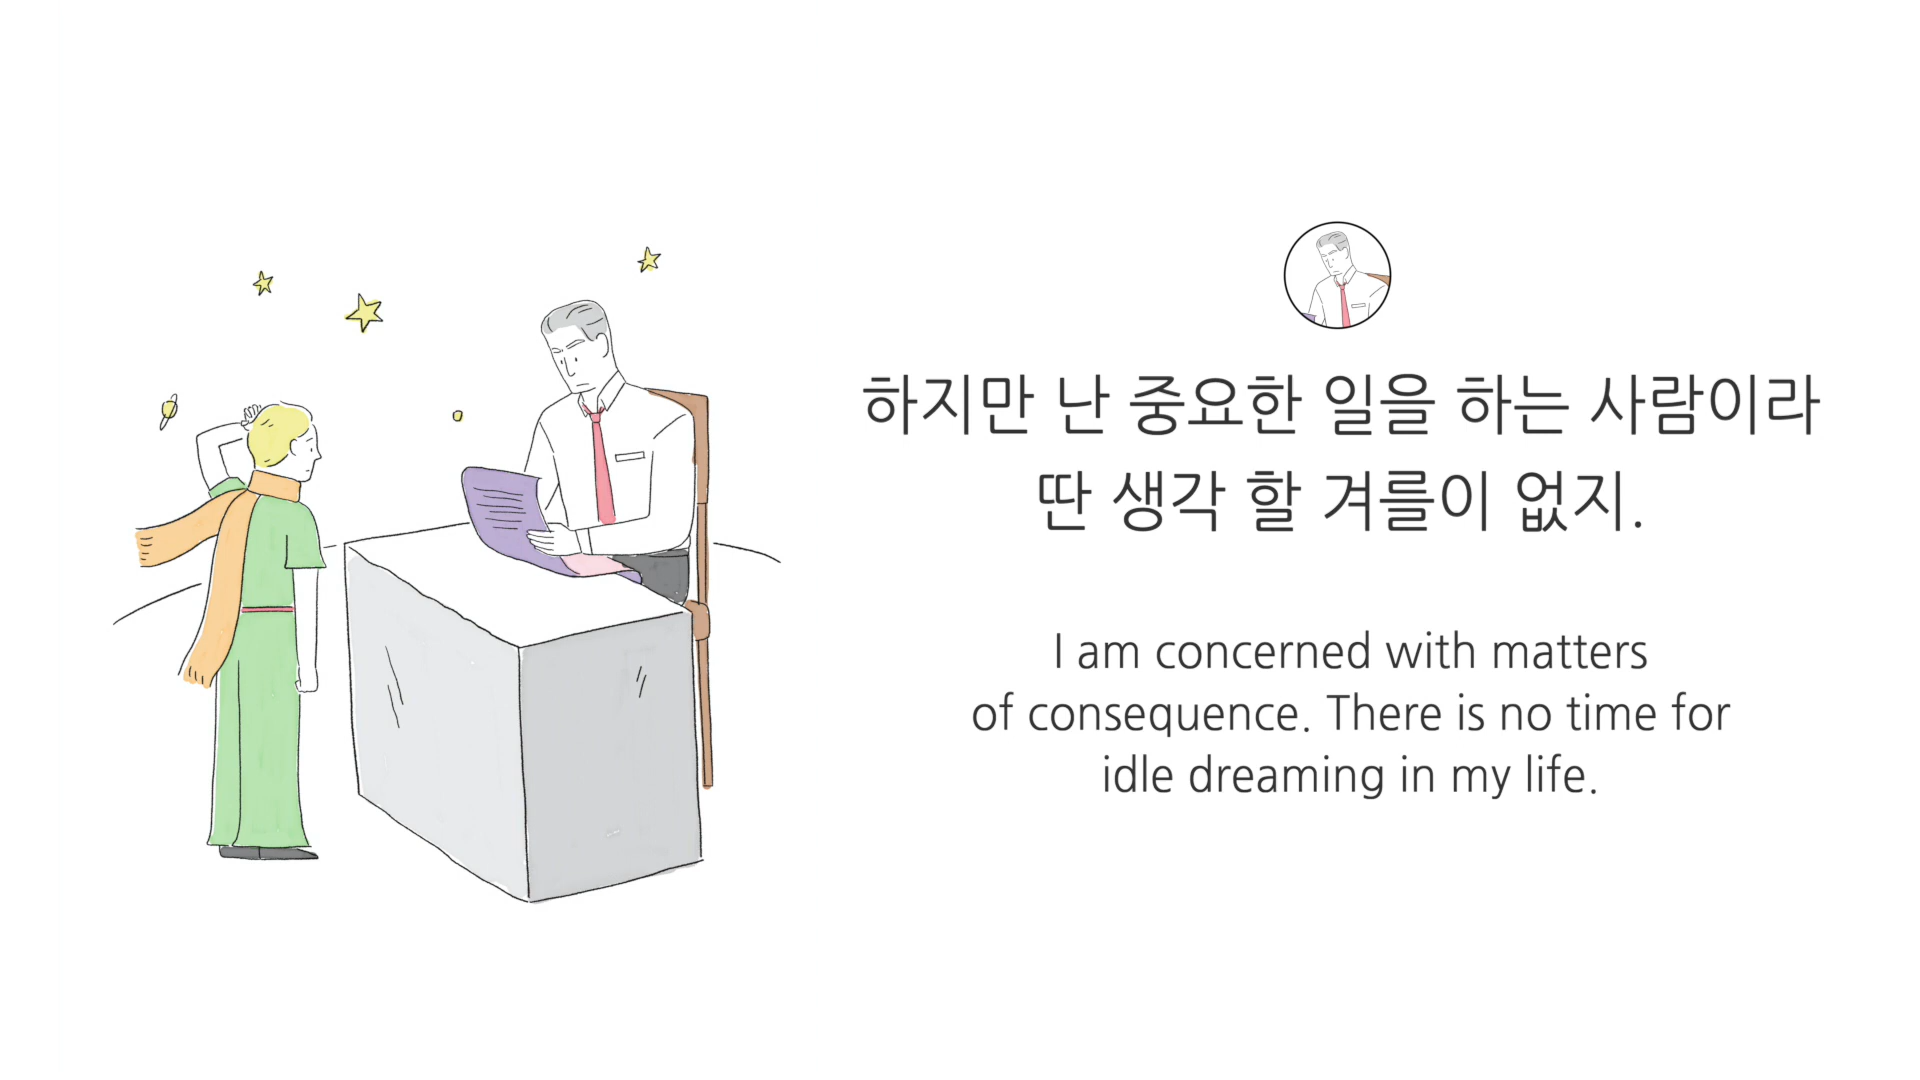 하지만 난 중요한 일을 하는 사람이라
딴 생각 할 겨를이 없지.
I am concerned with matters
of consequence. There is no time for
idle dreaming in my life.